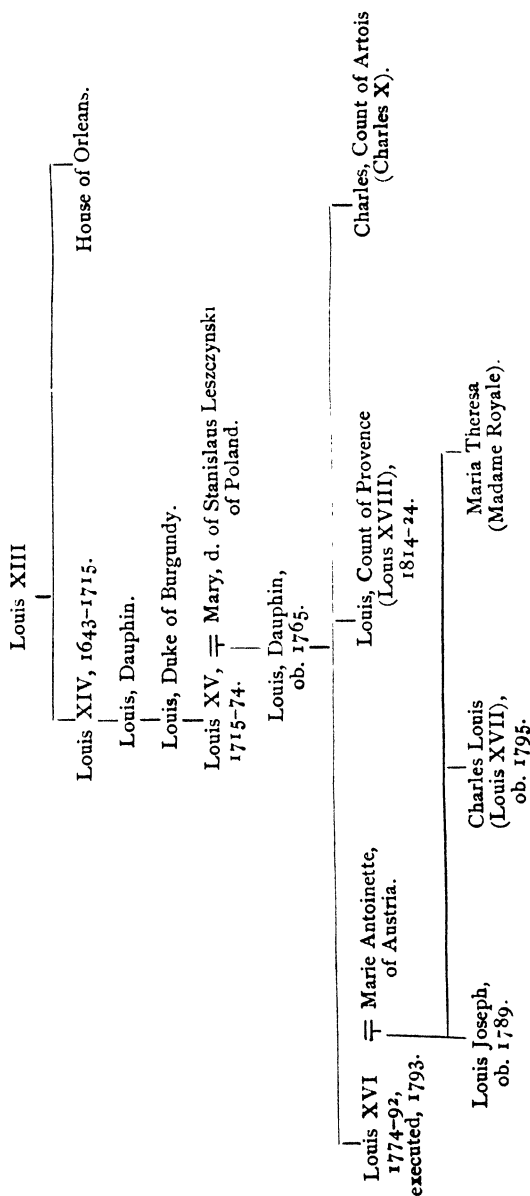 Louis XIII
Louis XIV, 1643-1715.
House of Orleans.
Louis, Dauphin.
Louis, Duke of Burgundy.
Louis XV, = Mary, d. of Stanislaus Leszczynski
1715-74. of Poland.
Louis, Dauphin,
ob. 1765.
Louis XVI = Marie Antoinette,
1774-92, of Austria.
executed, 1793.
Louis, Count of Provence
(Louis XVIII),
1814-24.
Charles, Count of Artois
(Charles X).
Louis Joseph,
ob. 1789.
Charles Louis
(Louis XVII),
ob. 1795.
Maria Theresa
(Madame Royale).